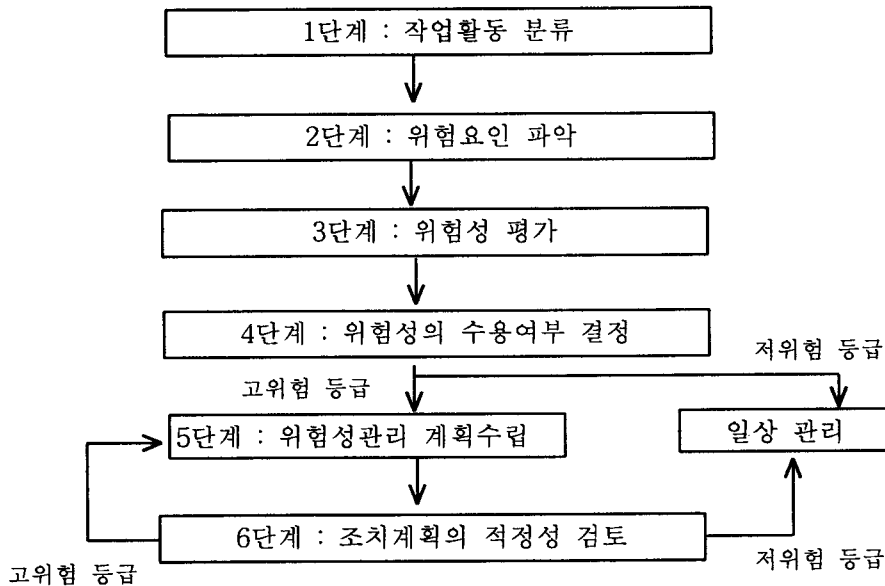 1단계 : 작업활동 분류
2단계 : 위험요인 파악
3단계 : 위험성 평가
4단계 : 위험성의 수용여부 결정
저위험 등급
고위험 등급
5단계 : 위험성관리 계획수립
일상 관리
6단계 : 조치계획의 적정성 검토
고위험 등급
저위험 등급